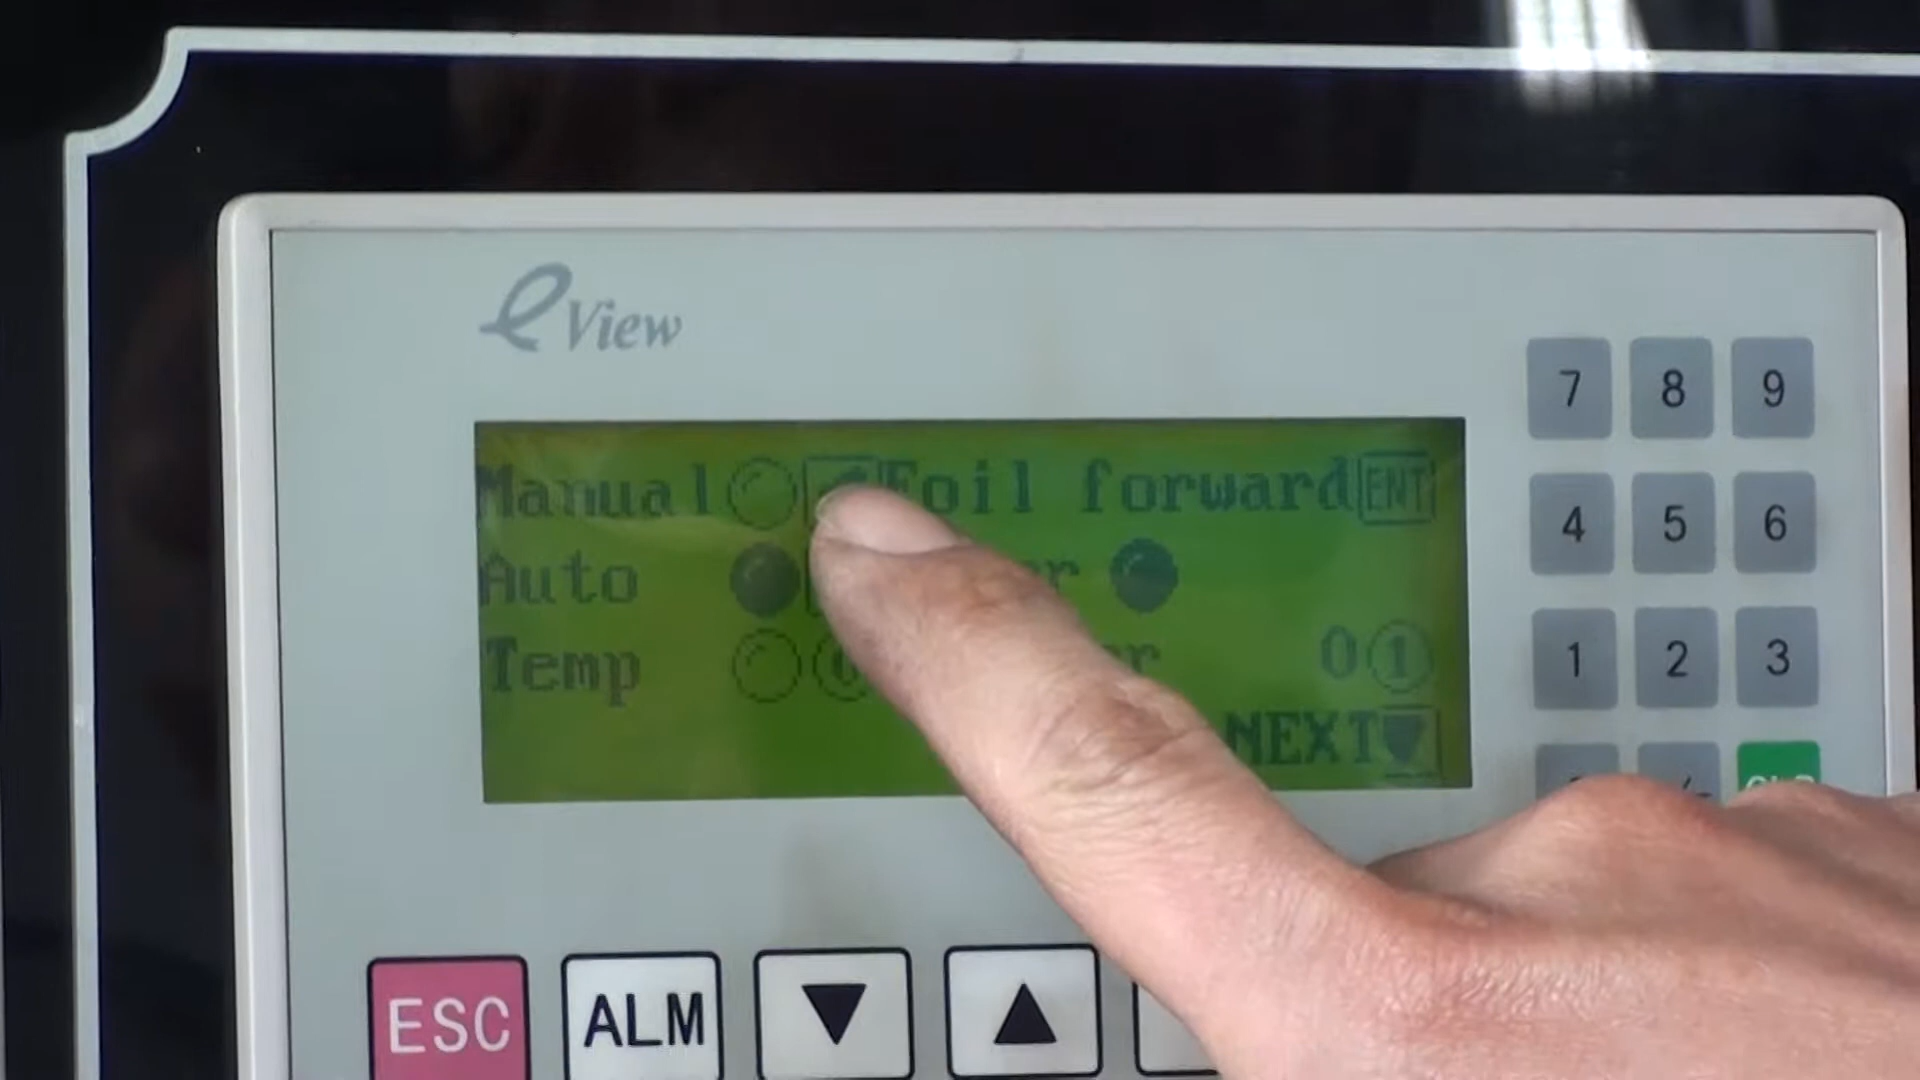 eView
Manual Foil forward ENT
Auto
Temp 0 1
NEXT
7 8 9
4 5 6
1 2 3
ESC ALM